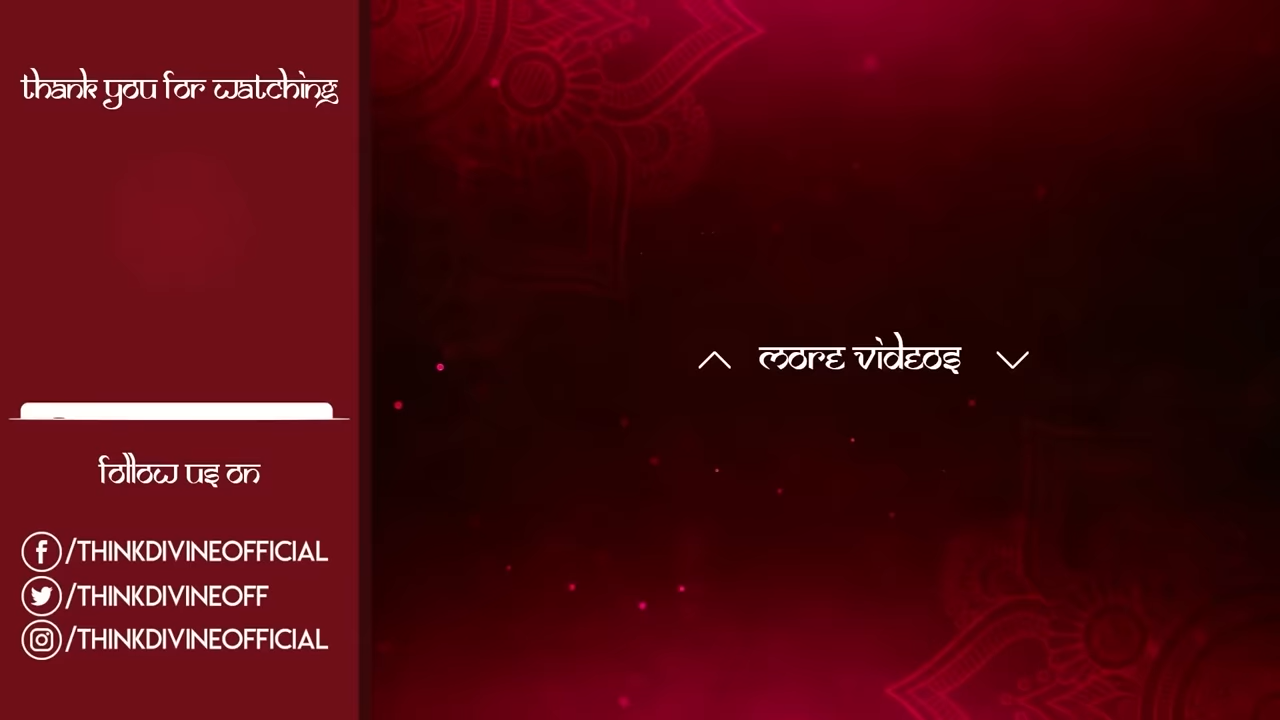 thank you for watching
more videos
follow us on
/THINKDIVINEOFFICIAL
/THINKDIVINEOFF
/THINKDIVINEOFFICIAL